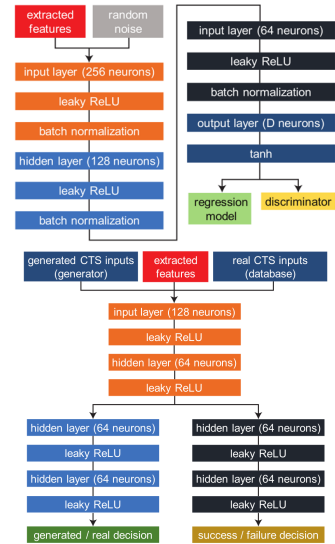 extracted
features
random
noise
input layer (256 neurons)
leaky ReLU
batch normalization
hidden layer (128 neurons)
leaky ReLU
batch normalization
input layer (64 neurons)
leaky ReLU
batch normalization
output layer (D neurons)
tanh
regression
model
discriminator
generated CTS inputs
(generator)
extracted
features
real CTS inputs
(database)
input layer (128 neurons)
leaky ReLU
hidden layer (64 neurons)
leaky ReLU
hidden layer (64 neurons)
leaky ReLU
hidden layer (64 neurons)
leaky ReLU
generated / real decision
hidden layer (64 neurons)
leaky ReLU
hidden layer (64 neurons)
leaky ReLU
success / failure decision